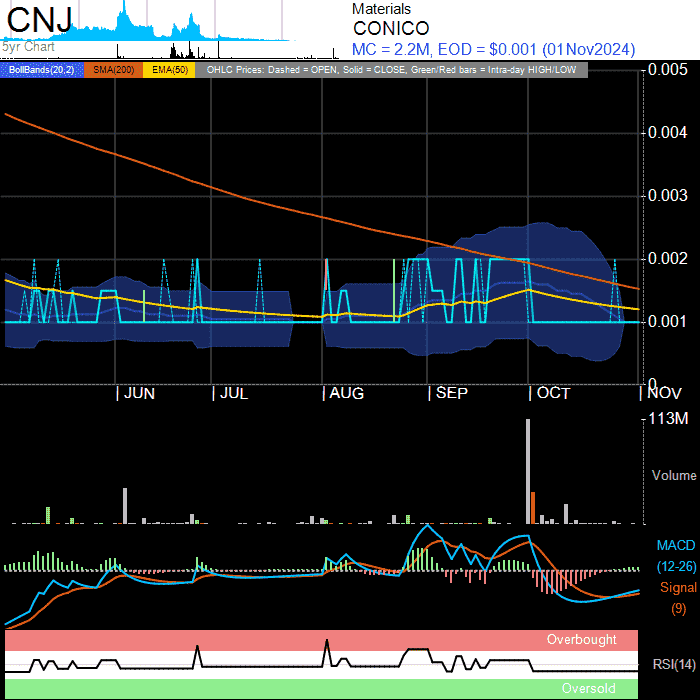 CNJ
5yr Chart
Materials
CONICO
MC = 2.2M, EOD = $0.001 (01Nov2024)
BollBands(20,2) SMA(200) EMA(50) OHLC Prices: Dashed = OPEN, Solid = CLOSE, Green/Red bars = Intra-day HIGH/LOW
0.005
0.004
0.003
0.002
0.001
0
JUN JUL AUG SEP OCT NOV
113M
Volume
MACD
(12-26)
Signal
(9)
Overbought
RSI(14)
Oversold